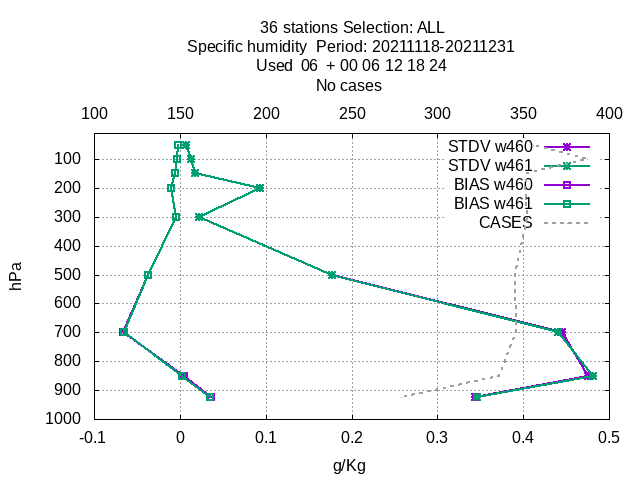 36 stations Selection: ALL
Specific humidity  Period: 20211118-20211231
Used  06  + 00 06 12 18 24
No cases
100 150 200 250 300 350 400
STDV w460
STDV w461
BIAS w460
BIAS w461
CASES
hPa
100
200
300
400
500
600
700
800
900
1000
-0.1 0 0.1 0.2 0.3 0.4 0.5
g/Kg